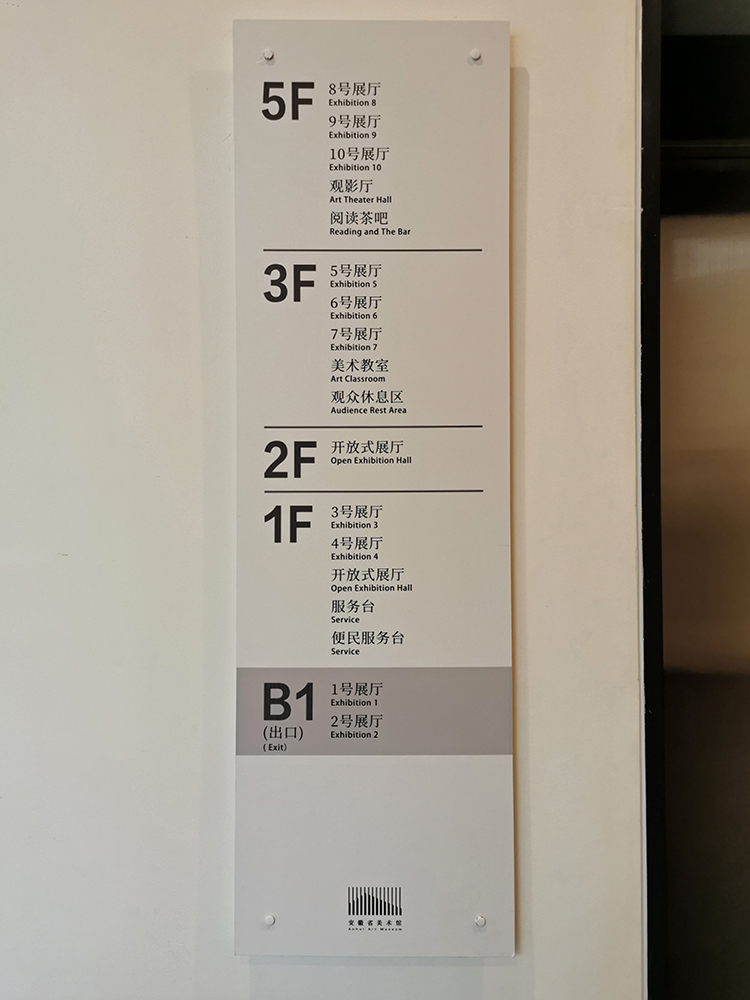 5F
8号展厅
Exhibition 8
9号展厅
Exhibition 9
10号展厅
Exhibition 10
观影厅
Art Theater Hall
阅读茶吧
Reading and The Bar
3F
5号展厅
Exhibition 5
6号展厅
Exhibition 6
7号展厅
Exhibition 7
美术教室
Art Classroom
观众休息区
Audience Rest Area
2F
开放式展厅
Open Exhibition Hall
1F
3号展厅
Exhibition 3
4号展厅
Exhibition 4
开放式展厅
Open Exhibition Hall
服务台
Service
便民服务台
Service
B1
(出口)
( Exit)
1号展厅
Exhibition 1
2号展厅
Exhibition 2
安徽省美术馆
Anhui Art Museum